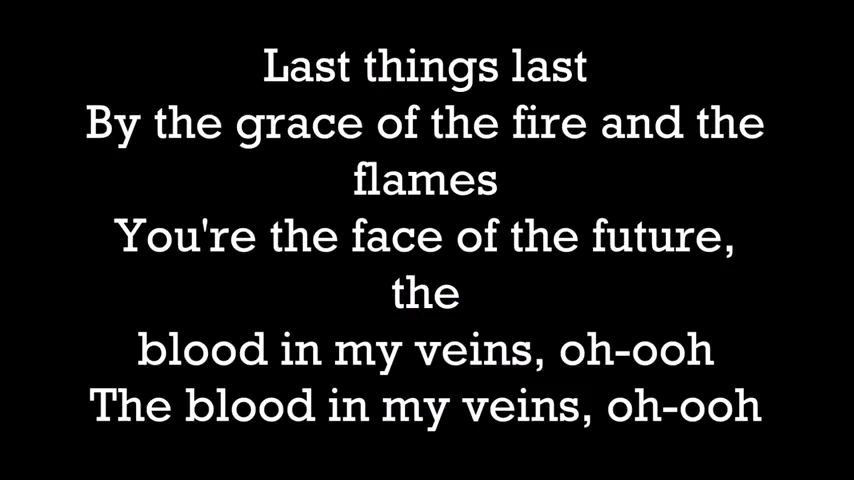 Last things last
By the grace of the fire and the
flames
You're the face of the future,
the
blood in my veins, oh-ooh
The blood in my veins, oh-ooh